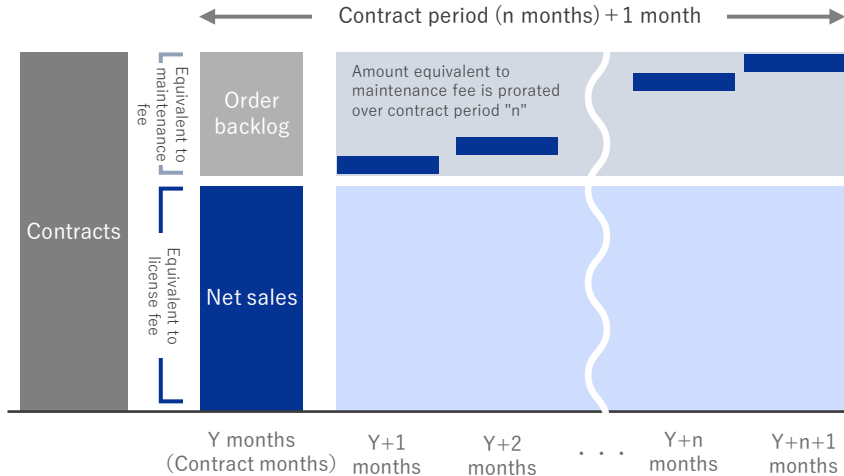 Contract period (n months)+1 month
Contracts
Equivalent to
maintenance
fee
Order
backlog
Amount equivalent to
maintenance fee is prorated
over contract period "n"
Equivalent to
license fee
Net sales
Y months
(Contract months)
Y+1
months
Y+2
months
· · ·
Y+n
months
Y+n+1
months